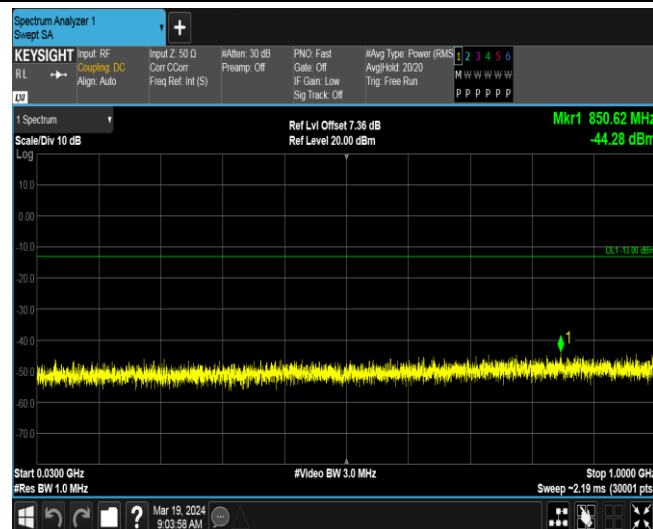 Spectrum Analyzer 1
Swept SA
+
KEYSIGHT
RL
LXI
Input: RF
Coupling: DC
Align: Auto
Input Z: 50 Ω
Corr CCorr
Freq Ref: Int (S)
#Atten: 30 dB
Preamp: Off
PNO: Fast
Gate: Off
IF Gain: Low
Sig Track: Off
#Avg Type: Power (RMS
Avg|Hold: 20/20
Trig: Free Run
1 2 3 4 5 6
M W W W W W
P P P P P P
1 Spectrum
Scale/Div 10 dB
Ref Lvl Offset 7.36 dB
Ref Level 20.00 dBm
Mkr1 850.62 MHz
-44.28 dBm
Log
10.0
0.00
-10.0
DL1 -13.00 dBm
-20.0
-30.0
1
-40.0
-50.0
-60.0
-70.0
Start 0.0300 GHz
#Res BW 1.0 MHz
#Video BW 3.0 MHz
Stop 1.0000 GHz
Sweep ~2.19 ms (30001 pts
?
Mar 19, 2024
9:03:58 AM